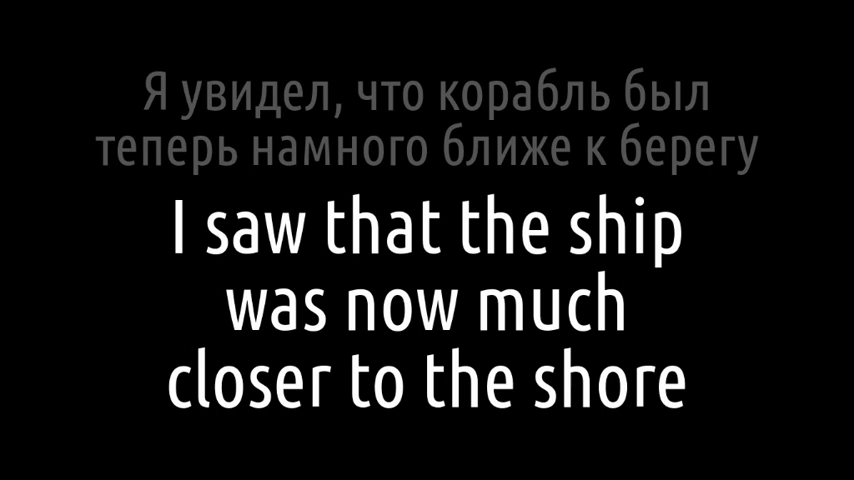 Я увидел, что корабль был
теперь намного ближе к берегу
I saw that the ship
was now much
closer to the shore